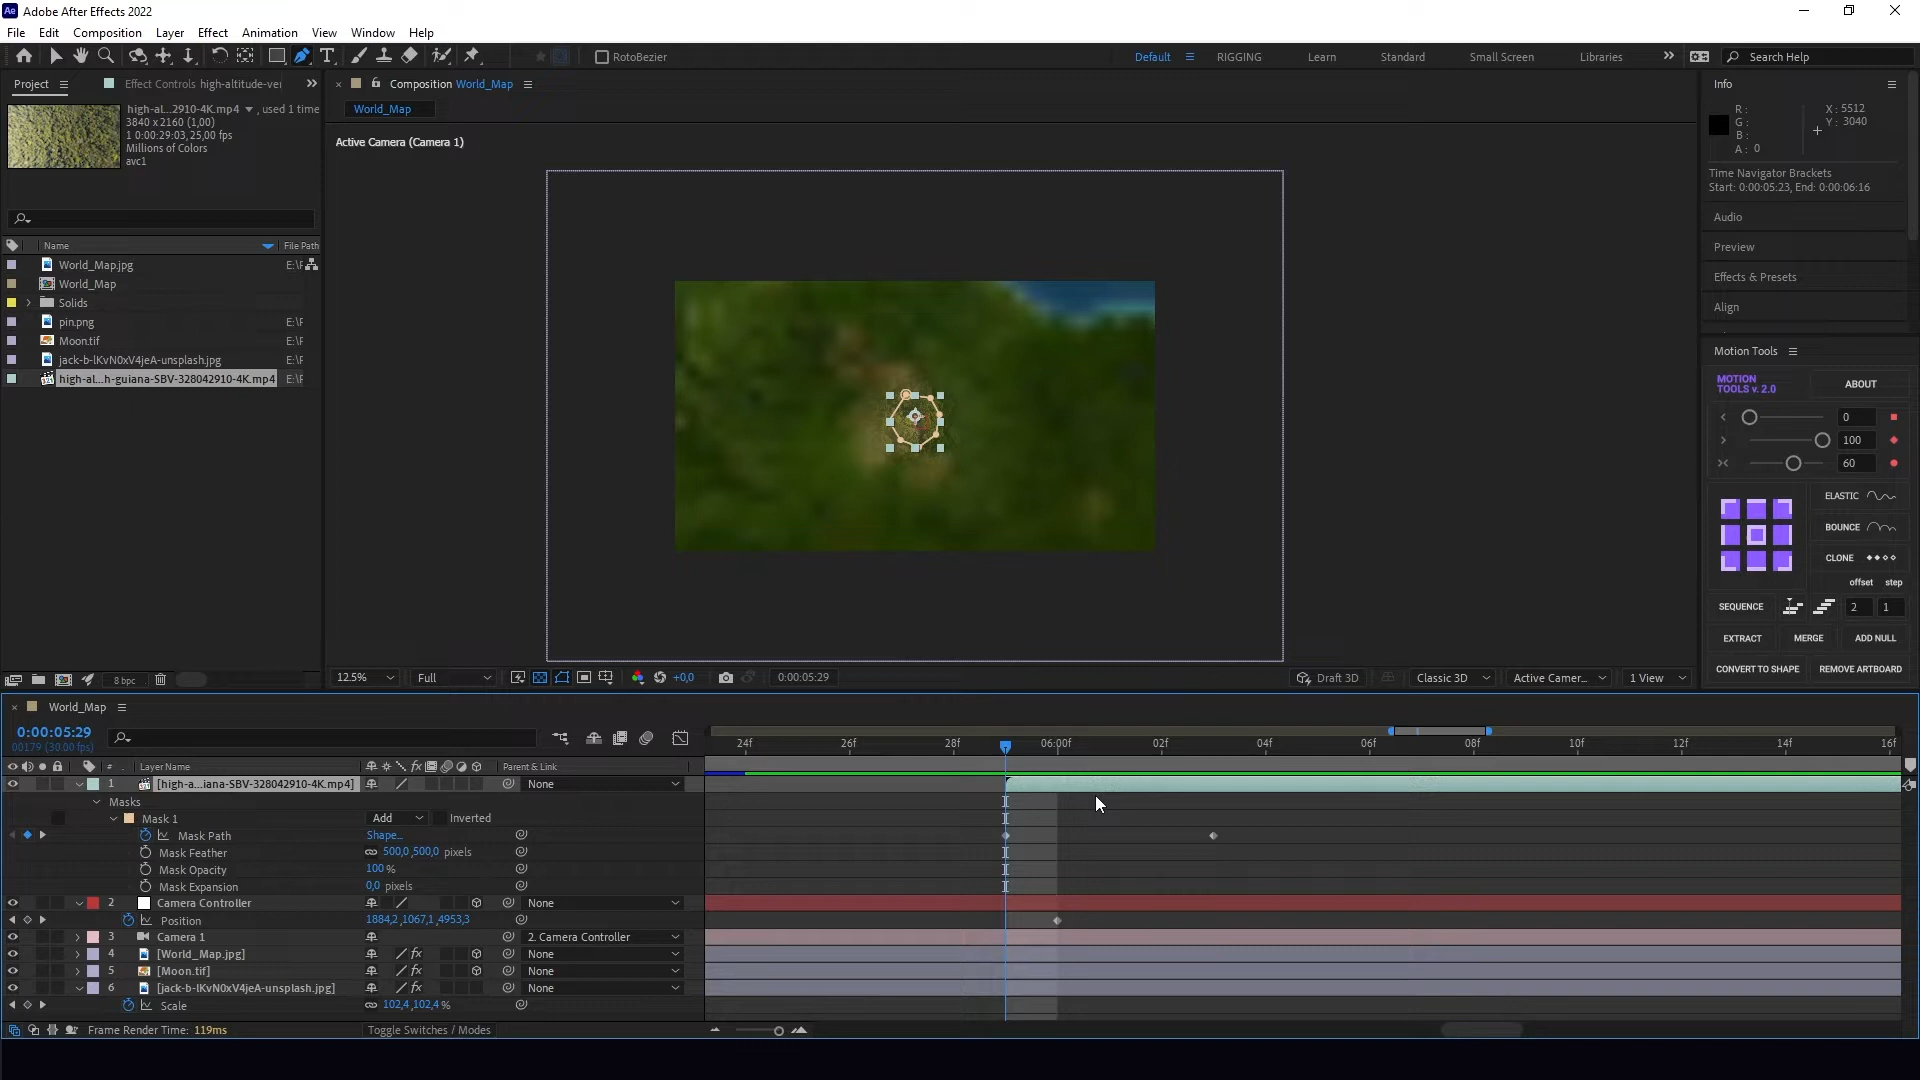 Adobe After Effects 2022
File Edit Composition Layer Effect Animation View Window Help
RotoBezier Default RIGGING Learn Standard Small Screen Libraries Search Help
Project Effect Controls high-altitude-ver
Composition World_Map
Info
high-al...2910-4K.mp4 , used 1 time
3840 x 2160 (1,00)
1 0:00:29:03, 25,00 fps
Millions of Colors
avc1
World_Map
Active Camera (Camera 1)
R : X : 5512
G : Y : 3040
B :
A : 0
Time Navigator Brackets
Start: 0:00:05:23, End: 0:00:06:16
Audio
Preview
Effects & Presets
Align
Name File Path
World_Map.jpg E:\F
World_Map
Solids
pin.png E:\F
Moon.tif E:\F
jack-b-lKvN0xV4jeA-unsplash.jpg E:\F
high-al...h-guiana-SBV-328042910-4K.mp4 E:\F
Motion Tools
MOTION
TOOLS v. 2.0
ABOUT
0
100
60
ELASTIC
BOUNCE
CLONE
offset step
SEQUENCE 2 1
EXTRACT MERGE ADD NULL
CONVERT TO SHAPE REMOVE ARTBOARD
8 bpc
12.5% Full +0,0 0:00:05:29 Draft 3D Classic 3D Active Camer... 1 View
World_Map
0:00:05:29
00179 (30.00 fps)
24f 26f 28f 06:00f 02f 04f 06f 08f 10f 12f 14f 16f
# Layer Name Parent & Link
1 [high-a...iana-SBV-328042910-4K.mp4] None
Masks
Mask 1 Add Inverted
Mask Path Shape...
Mask Feather 500,0,500,0 pixels
Mask Opacity 100 %
Mask Expansion 0,0 pixels
2 Camera Controller None
Position 1884,2,1067,1,4953,3
3 Camera 1 2. Camera Controller
4 [World_Map.jpg] None
5 [Moon.tif] None
6 [jack-b-lKvN0xV4jeA-unsplash.jpg] None
Scale 102,4,102,4 %
Frame Render Time: 119ms Toggle Switches / Modes